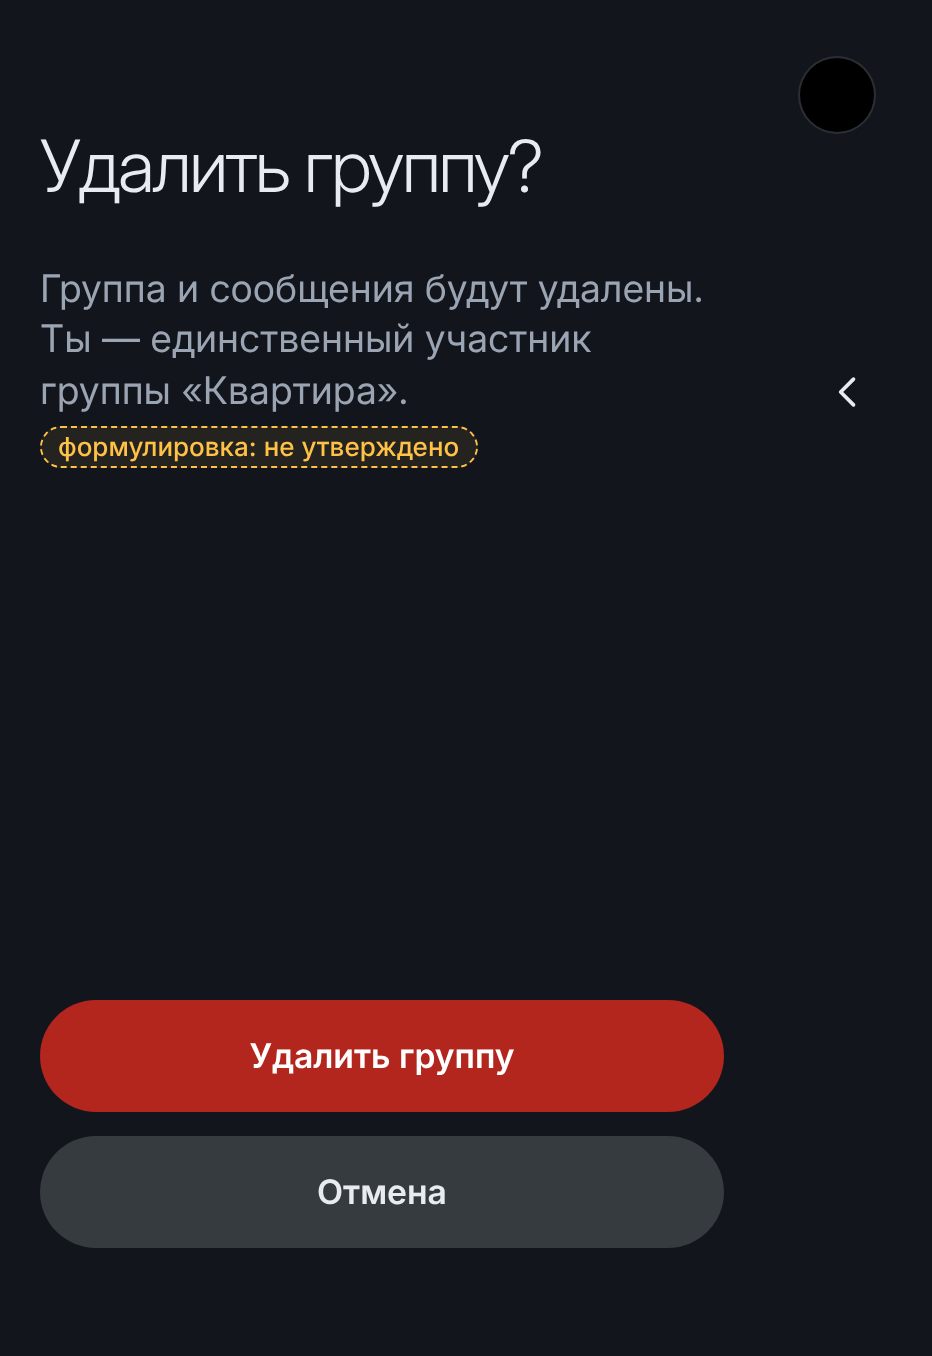 Удалить группу?
Группа и сообщения будут удалены.
Ты — единственный участник
группы «Квартира».
формулировка: не утверждено
Удалить группу
Отмена